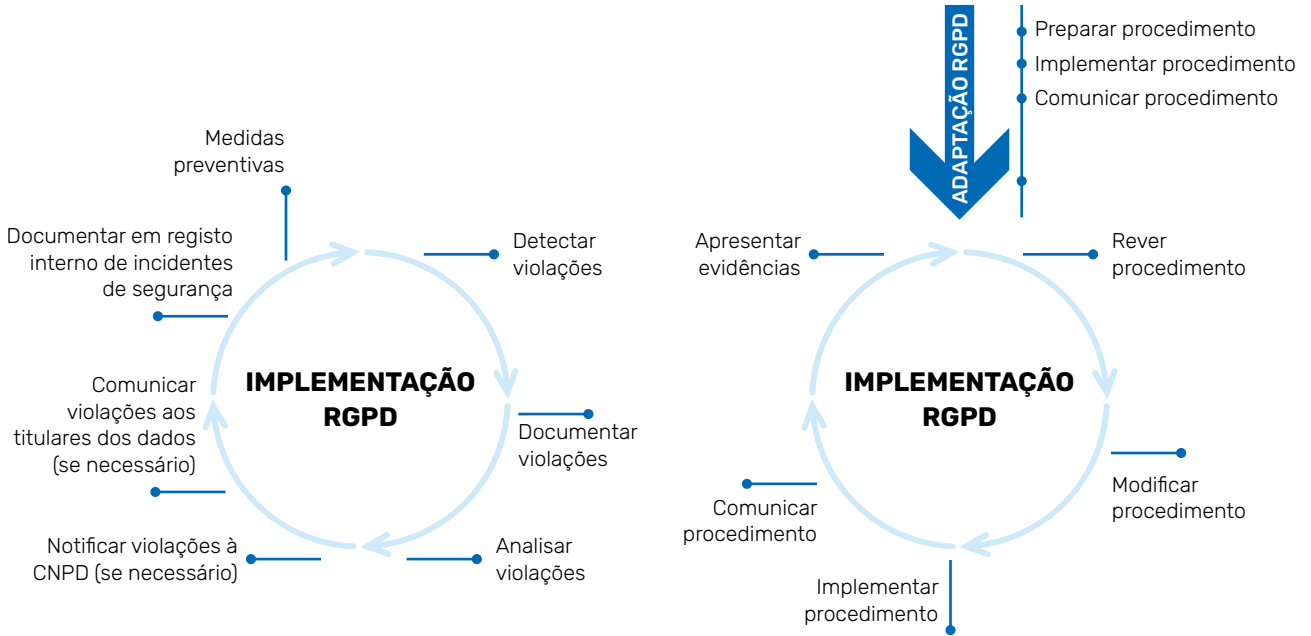 Medidas
preventivas
Detectar
violações
Documentar
violações
Analisar
violações
Notificar violações à
CNPD (se necessário)
Comunicar
violações aos
titulares dos dados
(se necessário)
Documentar em registo
interno de incidentes
de segurança
IMPLEMENTAÇÃO
RGPD
ADAPTAÇÃO RGPD
Preparar procedimento
Implementar procedimento
Comunicar procedimento
Rever
procedimento
Modificar
procedimento
Implementar
procedimento
Comunicar
procedimento
Apresentar
evidências
IMPLEMENTAÇÃO
RGPD